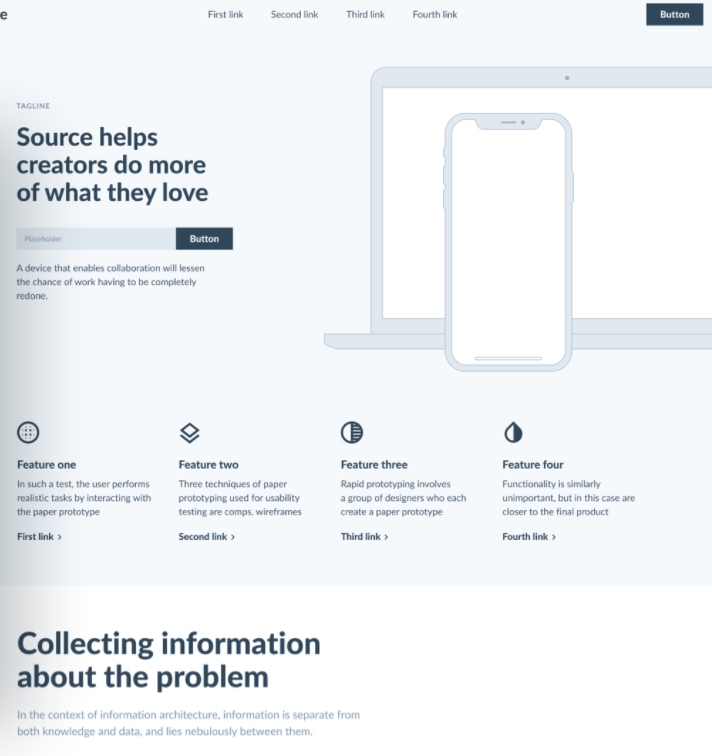 e
First link Second link Third link Fourth link Button
TAGLINE
Source helps
creators do more
of what they love
Placeholder Button
A device that enables collaboration will lessen
the chance of work having to be completely
redone.
Feature one
In such a test, the user performs
realistic tasks by interacting with
the paper prototype
First link
Feature two
Three techniques of paper
prototyping used for usability
testing are comps, wireframes
Second link
Feature three
Rapid prototyping involves
a group of designers who each
create a paper prototype
Third link
Feature four
Functionality is similarly
unimportant, but in this case are
closer to the final product
Fourth link
Collecting information
about the problem
In the context of information architecture, information is separate from
both knowledge and data, and lies nebulously between them.